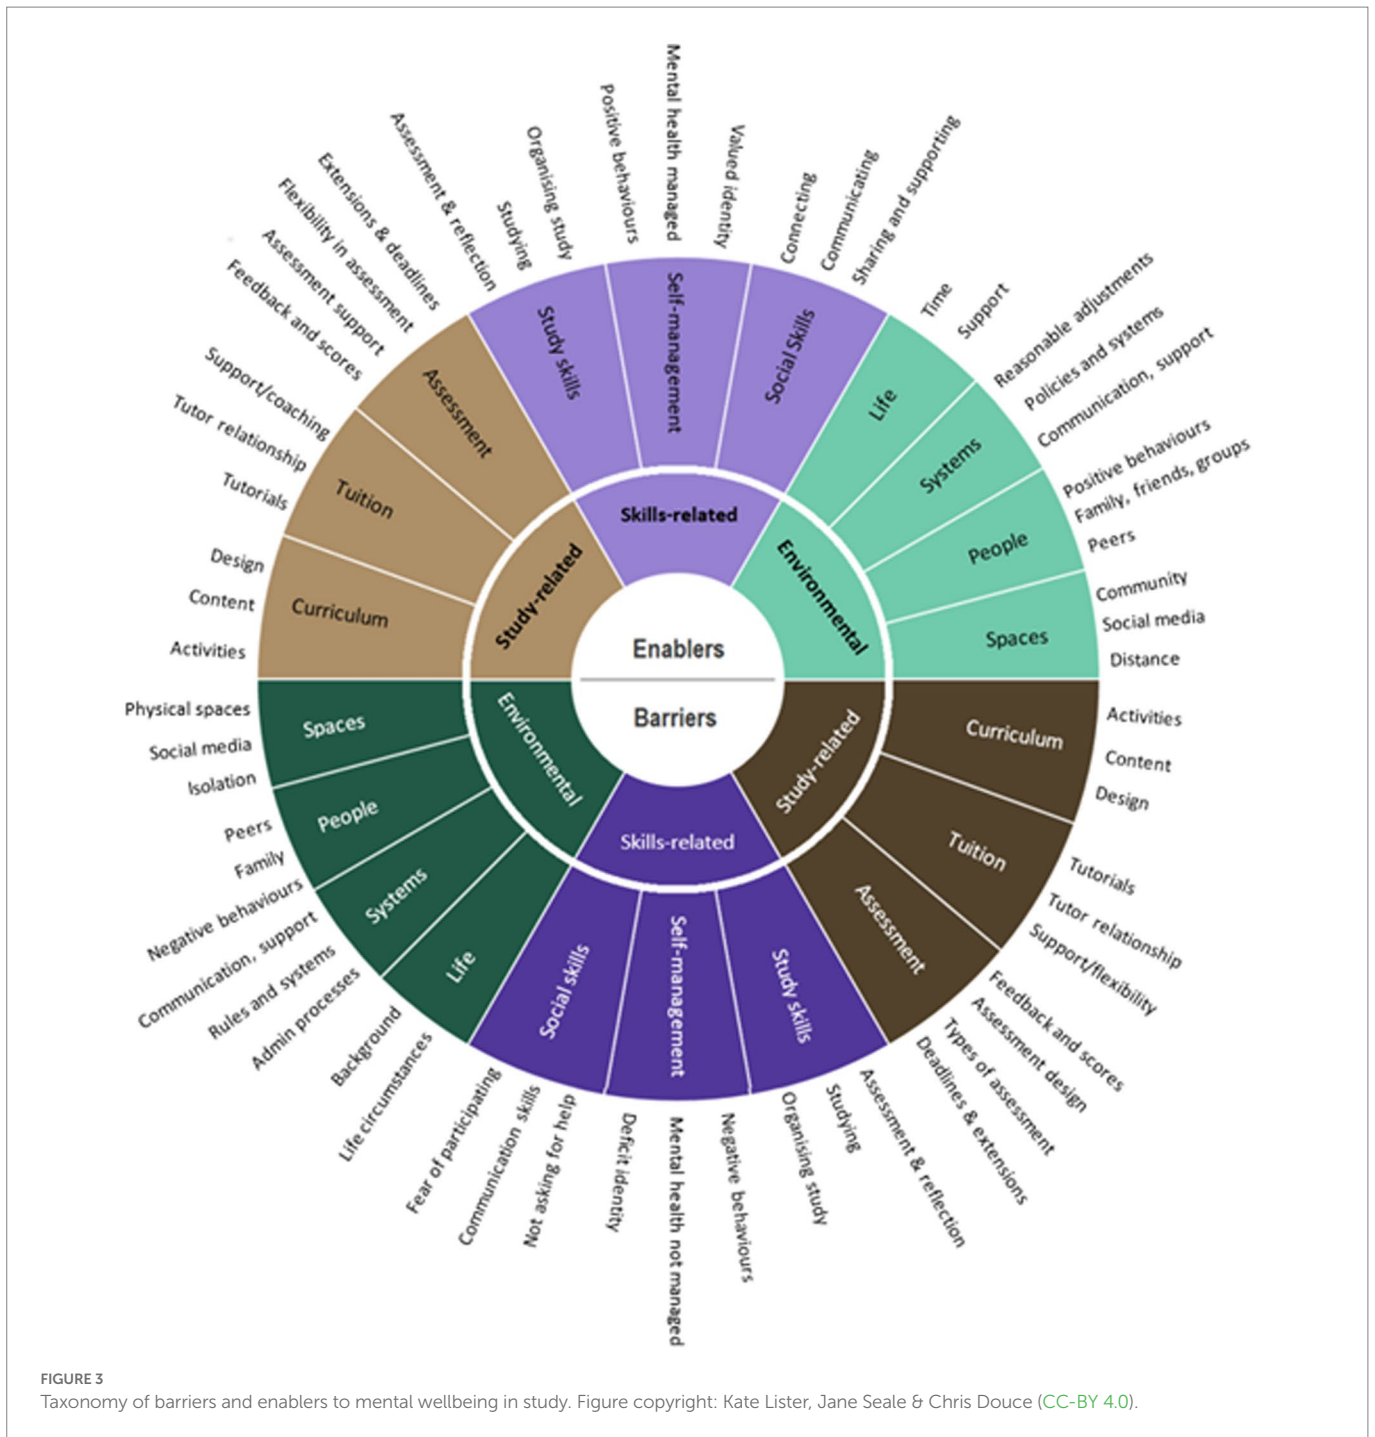 Mental health managed
Positive behaviours
Valued identity
Organising study
Studying
Assessment & reflection
Connecting
Communicating
Sharing and supporting
Extensions & deadlines
Flexibility in assessment
Assessment support
Feedback and scores
Support/coaching
Tutor relationship
Tutorials
Design
Content
Activities
Time
Support
Reasonable adjustments
Policies and systems
Communication, support
Positive behaviours
Family, friends, groups
Peers
Community
Social media
Distance
Study skills
Self-management
Social Skills
Assessment
Tuition
Curriculum
Life
Systems
People
Spaces
Skills-related
Study-related
Environmental
Enablers
Barriers
Environmental
Skills-related
Study-related
Spaces
People
Systems
Life
Social skills
Self-management
Study skills
Assessment
Tuition
Curriculum
Physical spaces
Social media
Isolation
Peers
Family
Negative behaviours
Communication, support
Rules and systems
Admin processes
Background
Life circumstances
Fear of participating
Communication skills
Not asking for help
Deficit identity
Mental health not managed
Negative behaviours
Organising study
Studying
Assessment & reflection
Deadlines & extensions
Types of assessment
Assessment design
Feedback and scores
Support/flexibility
Tutor relationship
Tutorials
Design
Content
Activities
FIGURE 3
Taxonomy of barriers and enablers to mental wellbeing in study. Figure copyright: Kate Lister, Jane Seale & Chris Douce (CC-BY 4.0).